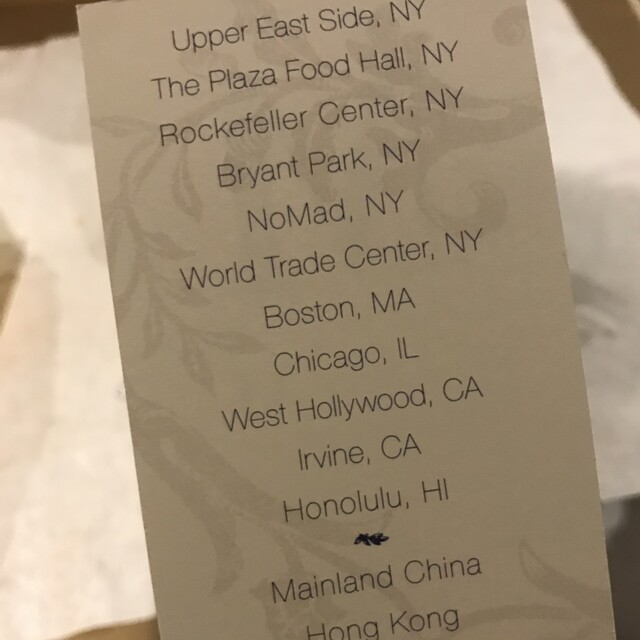 Upper East Side, NY
The Plaza Food Hall, NY
Rockefeller Center, NY
Bryant Park, NY
NoMad, NY
World Trade Center, NY
Boston, MA
Chicago, IL
West Hollywood, CA
Irvine, CA
Honolulu, HI
Mainland China
Hong Kong